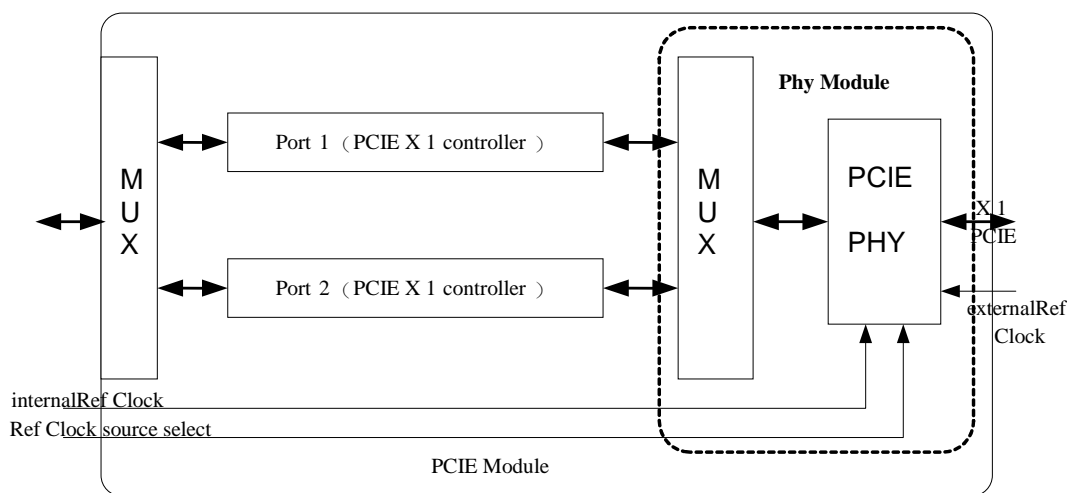 Phy Module
Port 1 （PCIE X 1 controller ）
M
U
X
M
U
X
PCIE
PHY
X 1
PCIE
Port 2 （PCIE X 1 controller ）
externalRef
Clock
internalRef Clock
Ref Clock source select
PCIE Module